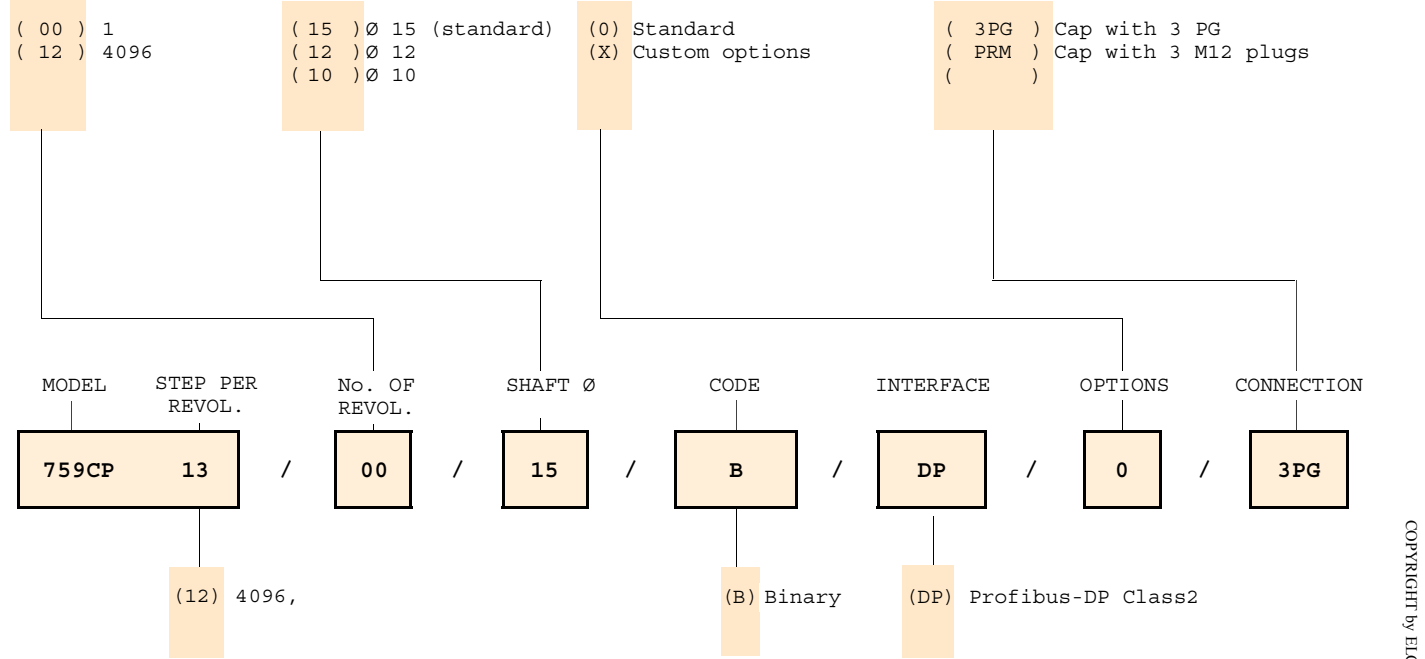 ( 00 ) 1
( 12 ) 4096
( 15 )Ø 15 (standard)
( 12 )Ø 12
( 10 )Ø 10
(0) Standard
(X) Custom options
( 3PG ) Cap with 3 PG
( PRM ) Cap with 3 M12 plugs
( )
MODEL
STEP PER
REVOL.
No. OF
REVOL.
SHAFT Ø
CODE
INTERFACE
OPTIONS
CONNECTION
759CP 13 / 00 / 15 / B / DP / 0 / 3PG
(12) 4096,
(B) Binary
(DP) Profibus-DP Class2
COPYRIGHT by